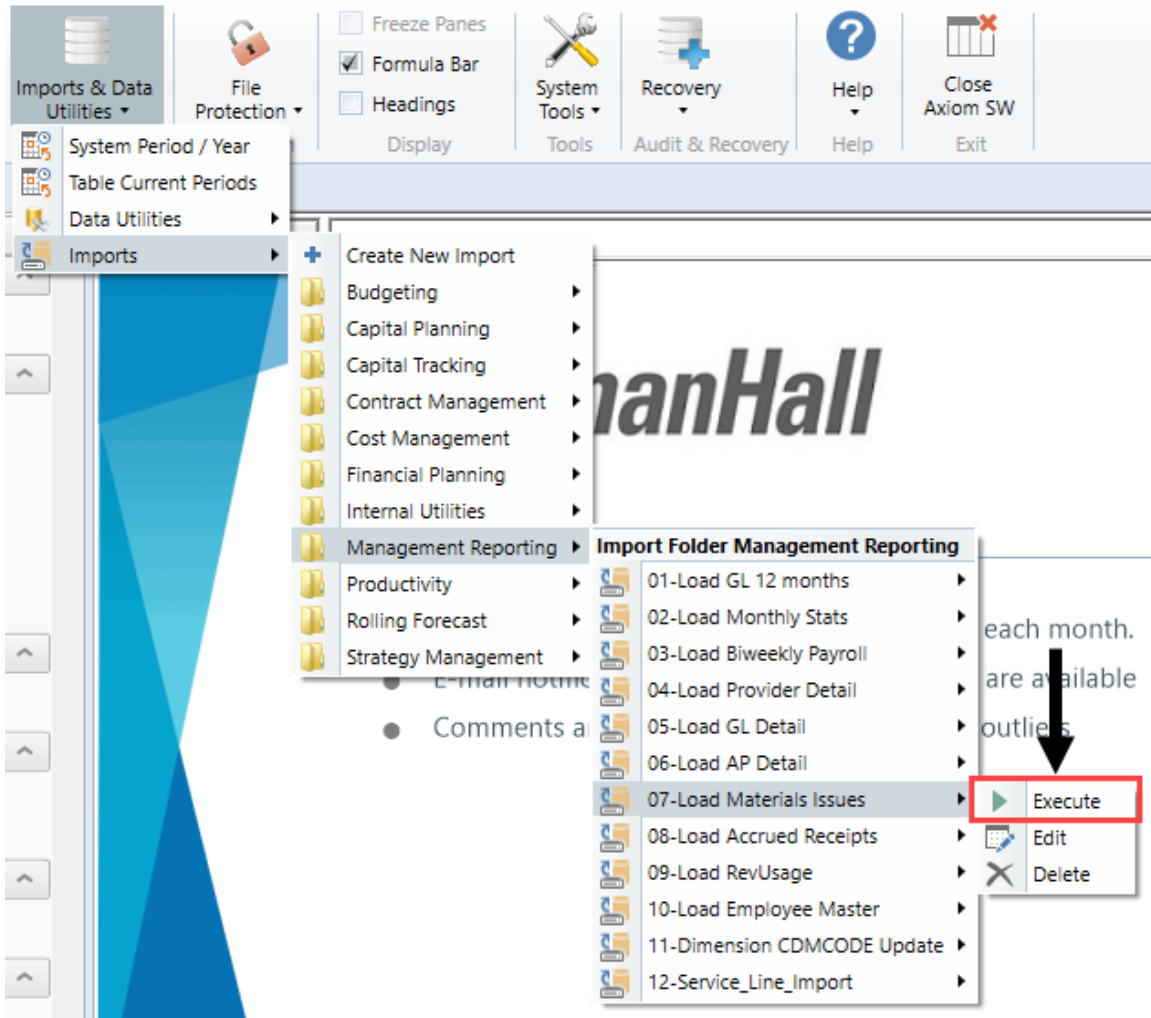 Imports & Data
Utilities
File
Protection
Freeze Panes
Formula Bar
Headings
Display
System
Tools
Tools
Recovery
Audit & Recovery
Help
Help
Close
Axiom SW
Exit
System Period / Year
Table Current Periods
Data Utilities
Imports
Create New Import
Budgeting
Capital Planning
Capital Tracking
Contract Management
Cost Management
Financial Planning
Internal Utilities
Management Reporting
Productivity
Rolling Forecast
Strategy Management
manHall
Import Folder Management Reporting
01-Load GL 12 months
02-Load Monthly Stats
03-Load Biweekly Payroll
04-Load Provider Detail
05-Load GL Detail
06-Load AP Detail
07-Load Materials Issues
08-Load Accrued Receipts
09-Load RevUsage
10-Load Employee Master
11-Dimension CDMCODE Update
12-Service_Line_Import
Execute
Edit
Delete
each month.
E-mail are available
Comments outliers